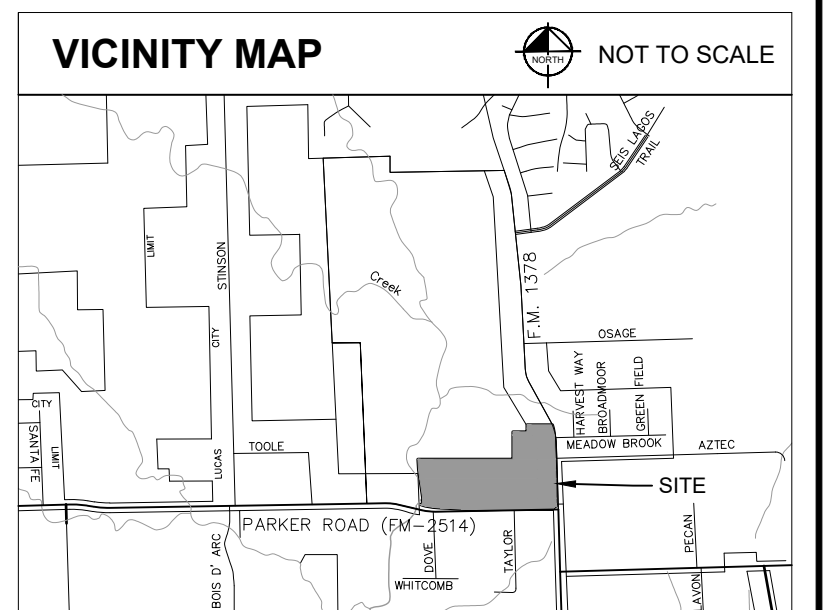 VICINITY MAP
NORTH
NOT TO SCALE
SEIS LAGOS
TRAIL
LIMIT
STINSON
CITY
Creek
F.M. 1378
OSAGE
HARVEST WAY
BROADMOOR
GREEN FIELD
CITY
SANTA FE
LIMIT
LUCAS
TOOLE
MEADOW BROOK
AZTEC
SITE
PARKER ROAD (FM-2514)
BOIS D' ARC
DOVE
TAYLOR
PECAN
WHITCOMB
LAVON